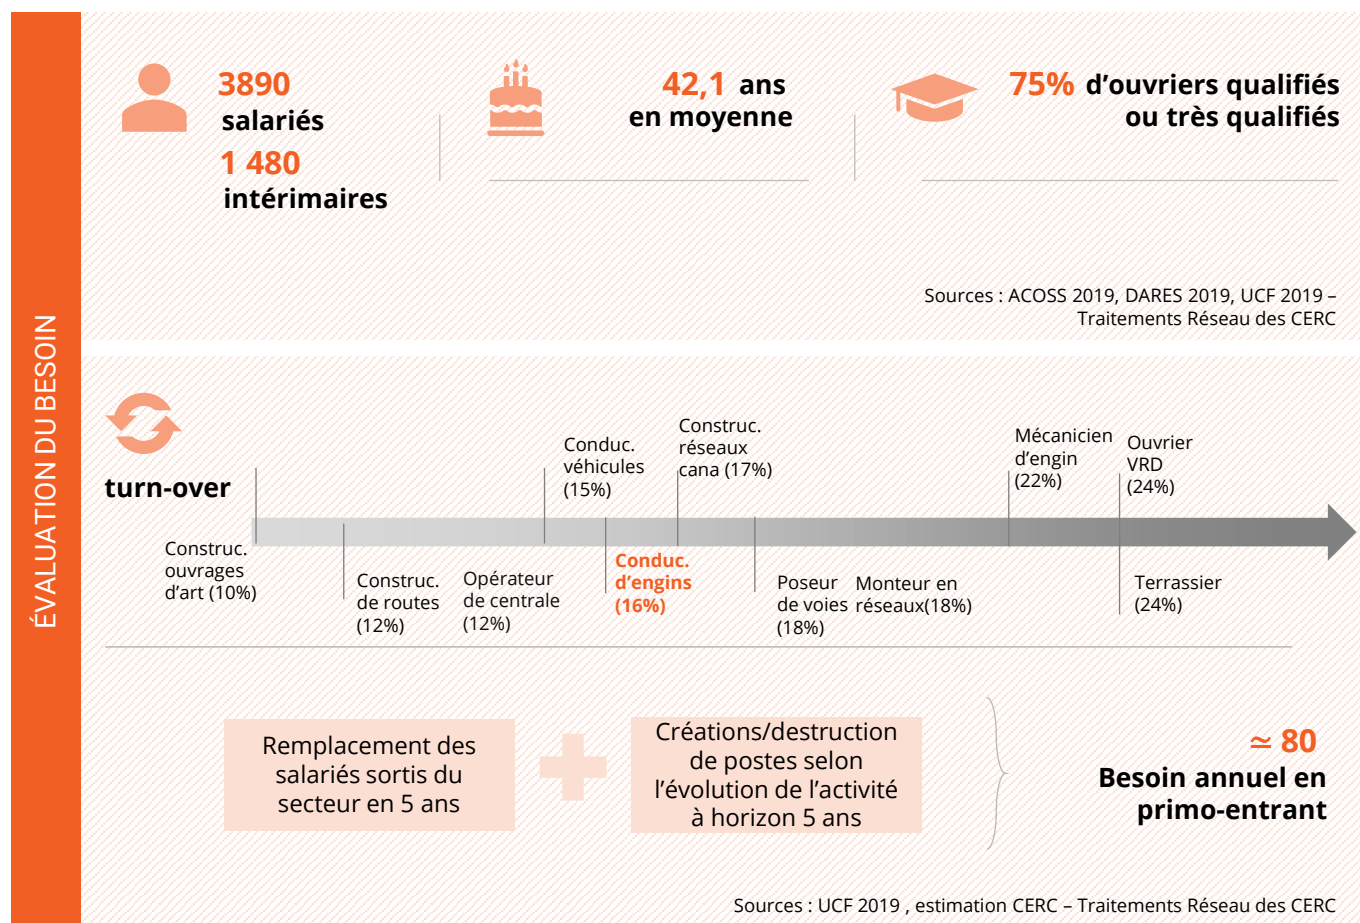 ÉVALUATION DU BESOIN
3890
salariés
1 480
intérimaires
42,1 ans
en moyenne
75% d’ouvriers qualifiés
ou très qualifiés
Sources : ACOSS 2019, DARES 2019, UCF 2019 –
Traitements Réseau des CERC
turn-over
Construc.
ouvrages
d’art (10%)
Construc.
de routes
(12%)
Opérateur
de centrale
(12%)
Conduc.
véhicules
(15%)
Conduc.
d’engins
(16%)
Construc.
réseaux
cana (17%)
Poseur
de voies
(18%)
Monteur en
réseaux(18%)
Mécanicien
d’engin
(22%)
Ouvrier
VRD
(24%)
Terrassier
(24%)
Remplacement des
salariés sortis du
secteur en 5 ans
Créations/destruction
de postes selon
l’évolution de l’activité
à horizon 5 ans
≃ 80
Besoin annuel en
primo-entrant
Sources : UCF 2019 , estimation CERC – Traitements Réseau des CERC